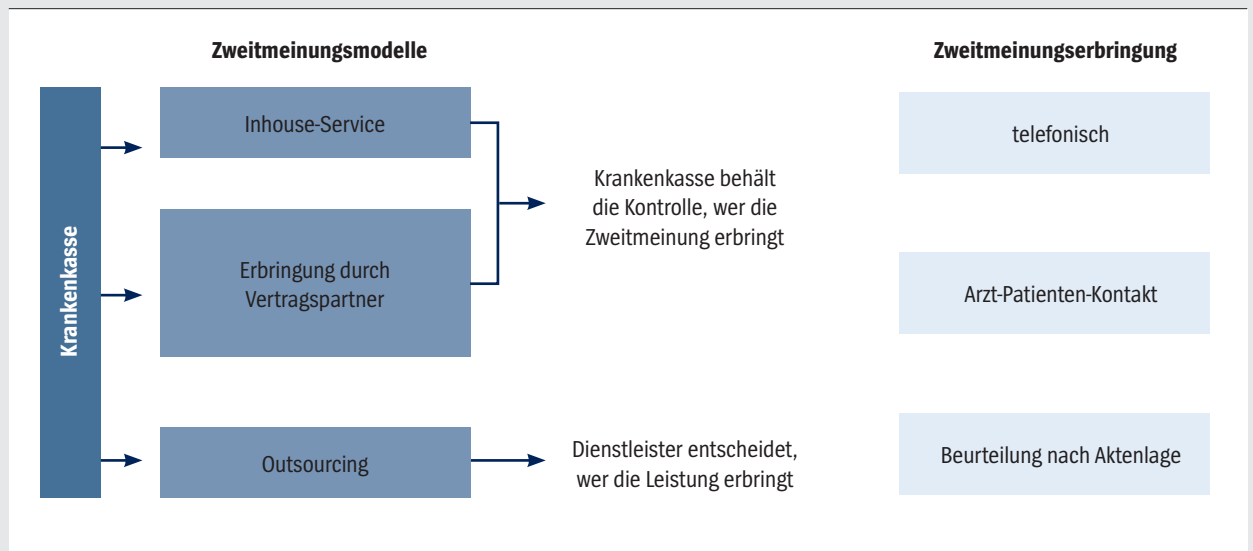 Zweitmeinungsmodelle
Zweitmeinungserbringung
Krankenkasse
Inhouse-Service
Erbringung durch
Vertragspartner
Outsourcing
Krankenkasse behält
die Kontrolle, wer die
Zweitmeinung erbringt
Dienstleister entscheidet,
wer die Leistung erbringt
telefonisch
Arzt-Patienten-Kontakt
Beurteilung nach Aktenlage